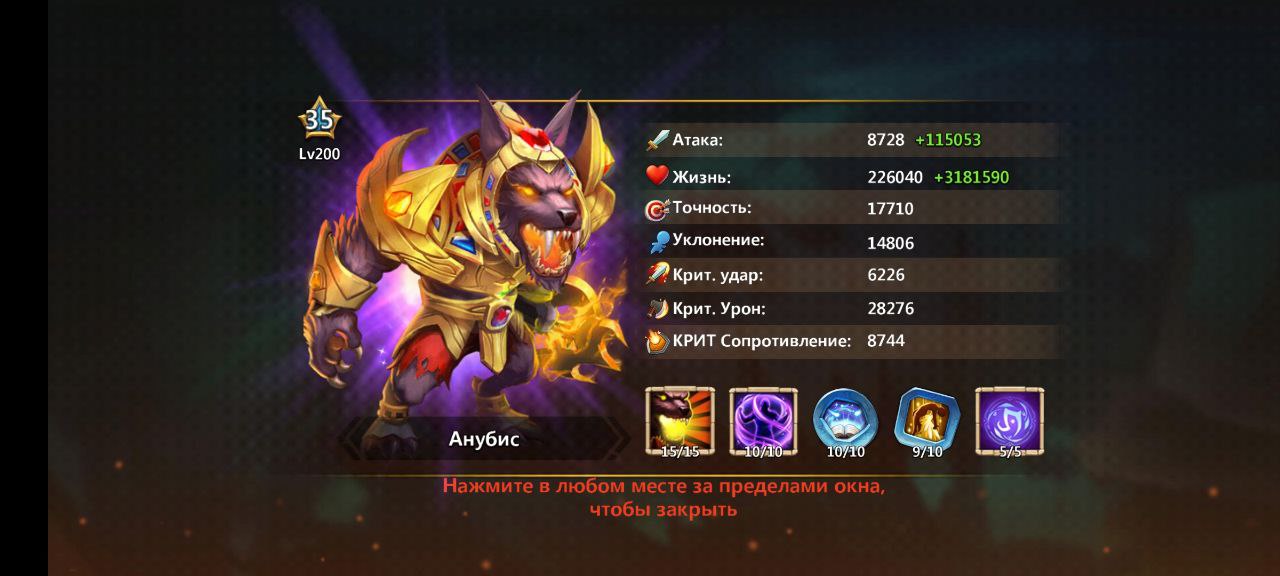 35
Lv200
Атака: 8728 +115053
Жизнь: 226040 +3181590
Точность: 17710
Уклонение: 14806
Крит. удар: 6226
Крит. Урон: 28276
КРИТ Сопротивление: 8744
15/15 10/10 10/10 9/10 5/5
Анубис
Нажмите в любом месте за пределами окна,
чтобы закрыть